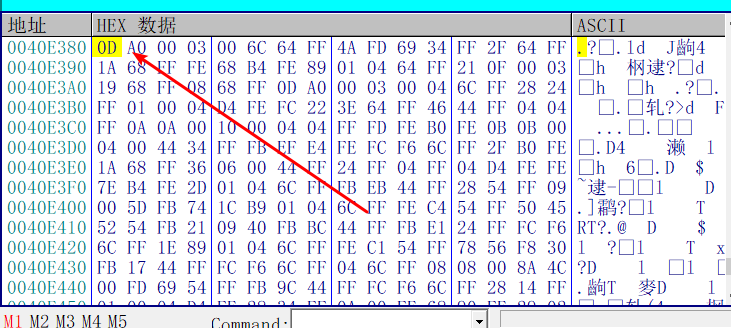 地址 HEX 数据 ASCII
0040E380 0D A0 00 03 00 6C 64 FF 4A FD 69 34 FF 2F 64 FF .?□.ld J齣4
0040E390 1A 68 FF FE 68 B4 FE 89 01 04 64 FF 21 0F 00 03 □h 棢逮?□d
0040E3A0 19 68 FF 08 68 FF 0D A0 00 03 00 04 6C FF 28 24 □h □h .?□.
0040E3B0 FF 01 00 04 04 FE FC 22 3E 64 FF 46 44 FF 04 04 □.□轧?>d F
0040E3C0 FF 0A 0A 00 10 00 04 04 FF FD FE B0 FE 0B 0B 00 ...□.□□
0040E3D0 04 00 44 34 FF FB EF FE E4 FE FC F6 6C FF 2F B0 FE □.D4 濑 l
0040E3E0 1A 68 FF 36 06 00 44 FF 24 FF 04 FF 04 D4 FE FE □h 6□.D $
0040E3F0 7E B4 FE 2D 01 04 6C FF FB EB 44 FF 28 54 FF 09 ~逮-□□l D
0040E400 00 5D FB 74 1C B9 01 04 6C FF FE C4 54 FF 50 45 .]鹴?□l T
0040E410 52 54 FB 21 09 40 FB BC 44 FF FB E1 24 FF FC F6 RT?.@ D $
0040E420 6C FF 1E 89 01 04 6C FF FE C1 54 FF 78 56 F8 30 l ?□l T x
0040E430 FB 17 44 FF FC F6 6C FF 04 6C FF 08 08 00 8A 4C ?D l □l □
0040E440 00 FD 69 54 FF FB 9C 44 FF FC F6 6C FF 28 14 FF .齣T 麥D l
M1 M2 M3 M4 M5 Command: